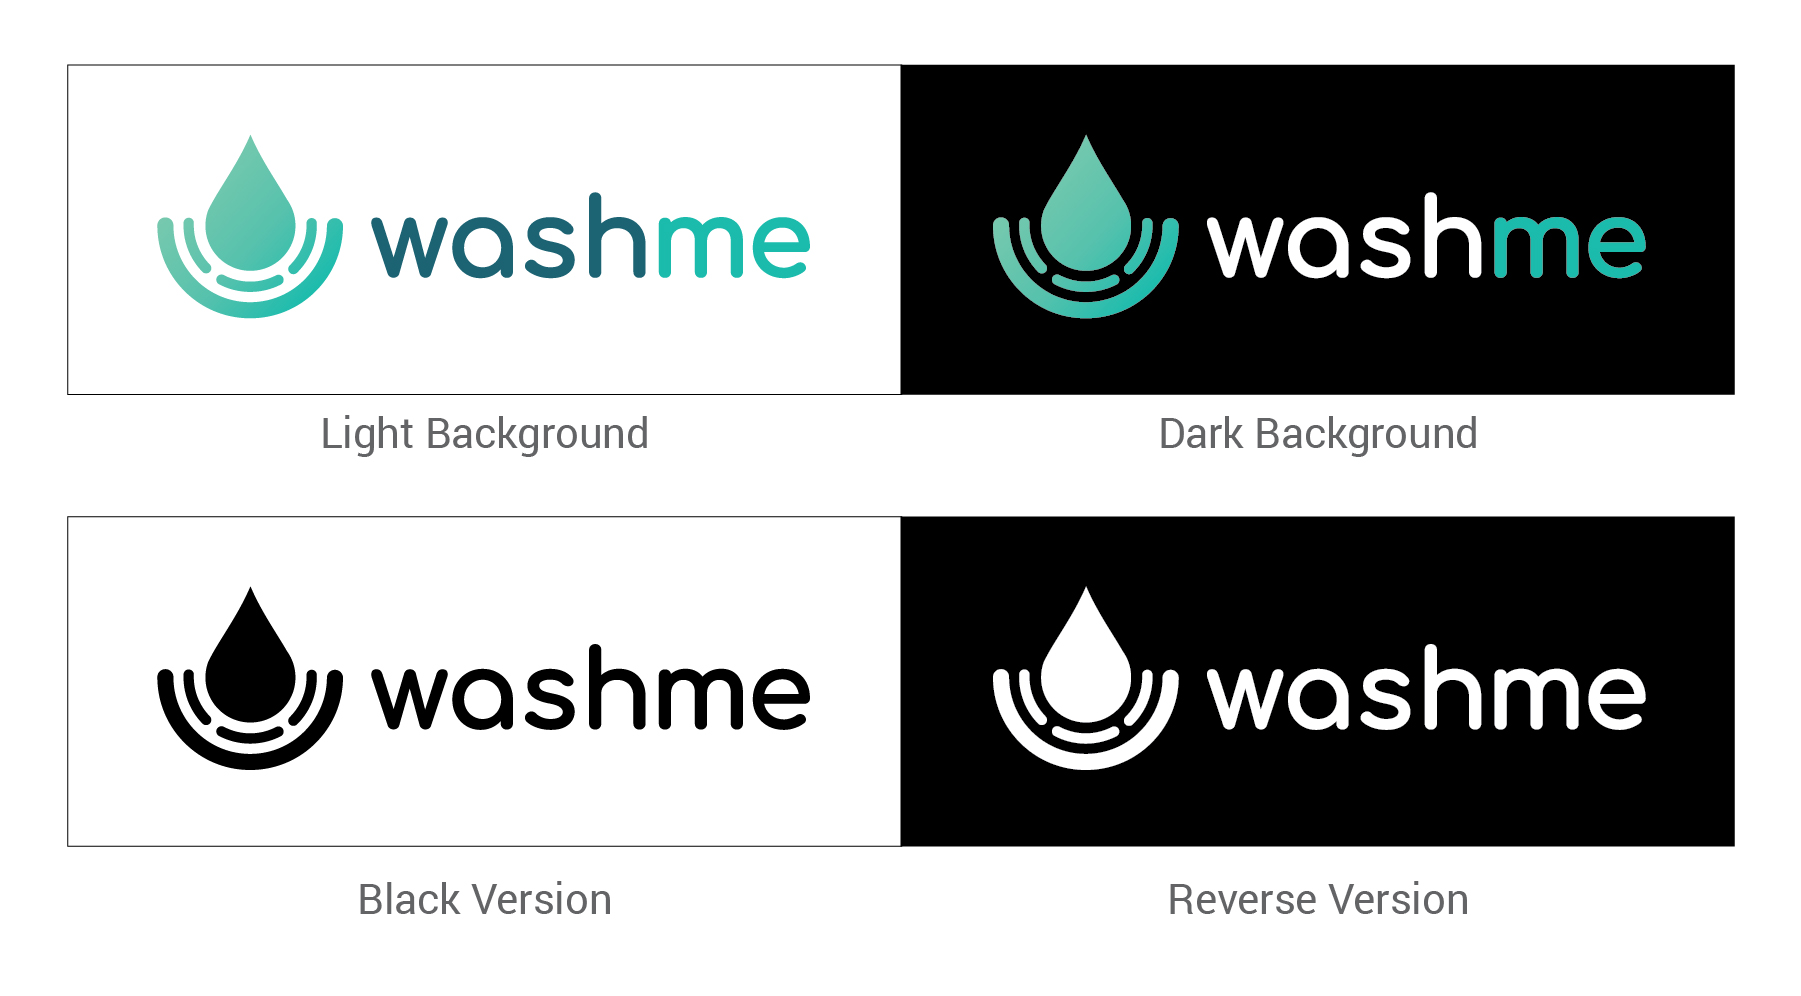 washme
washme
Light Background
Dark Background
washme
washme
Black Version
Reverse Version